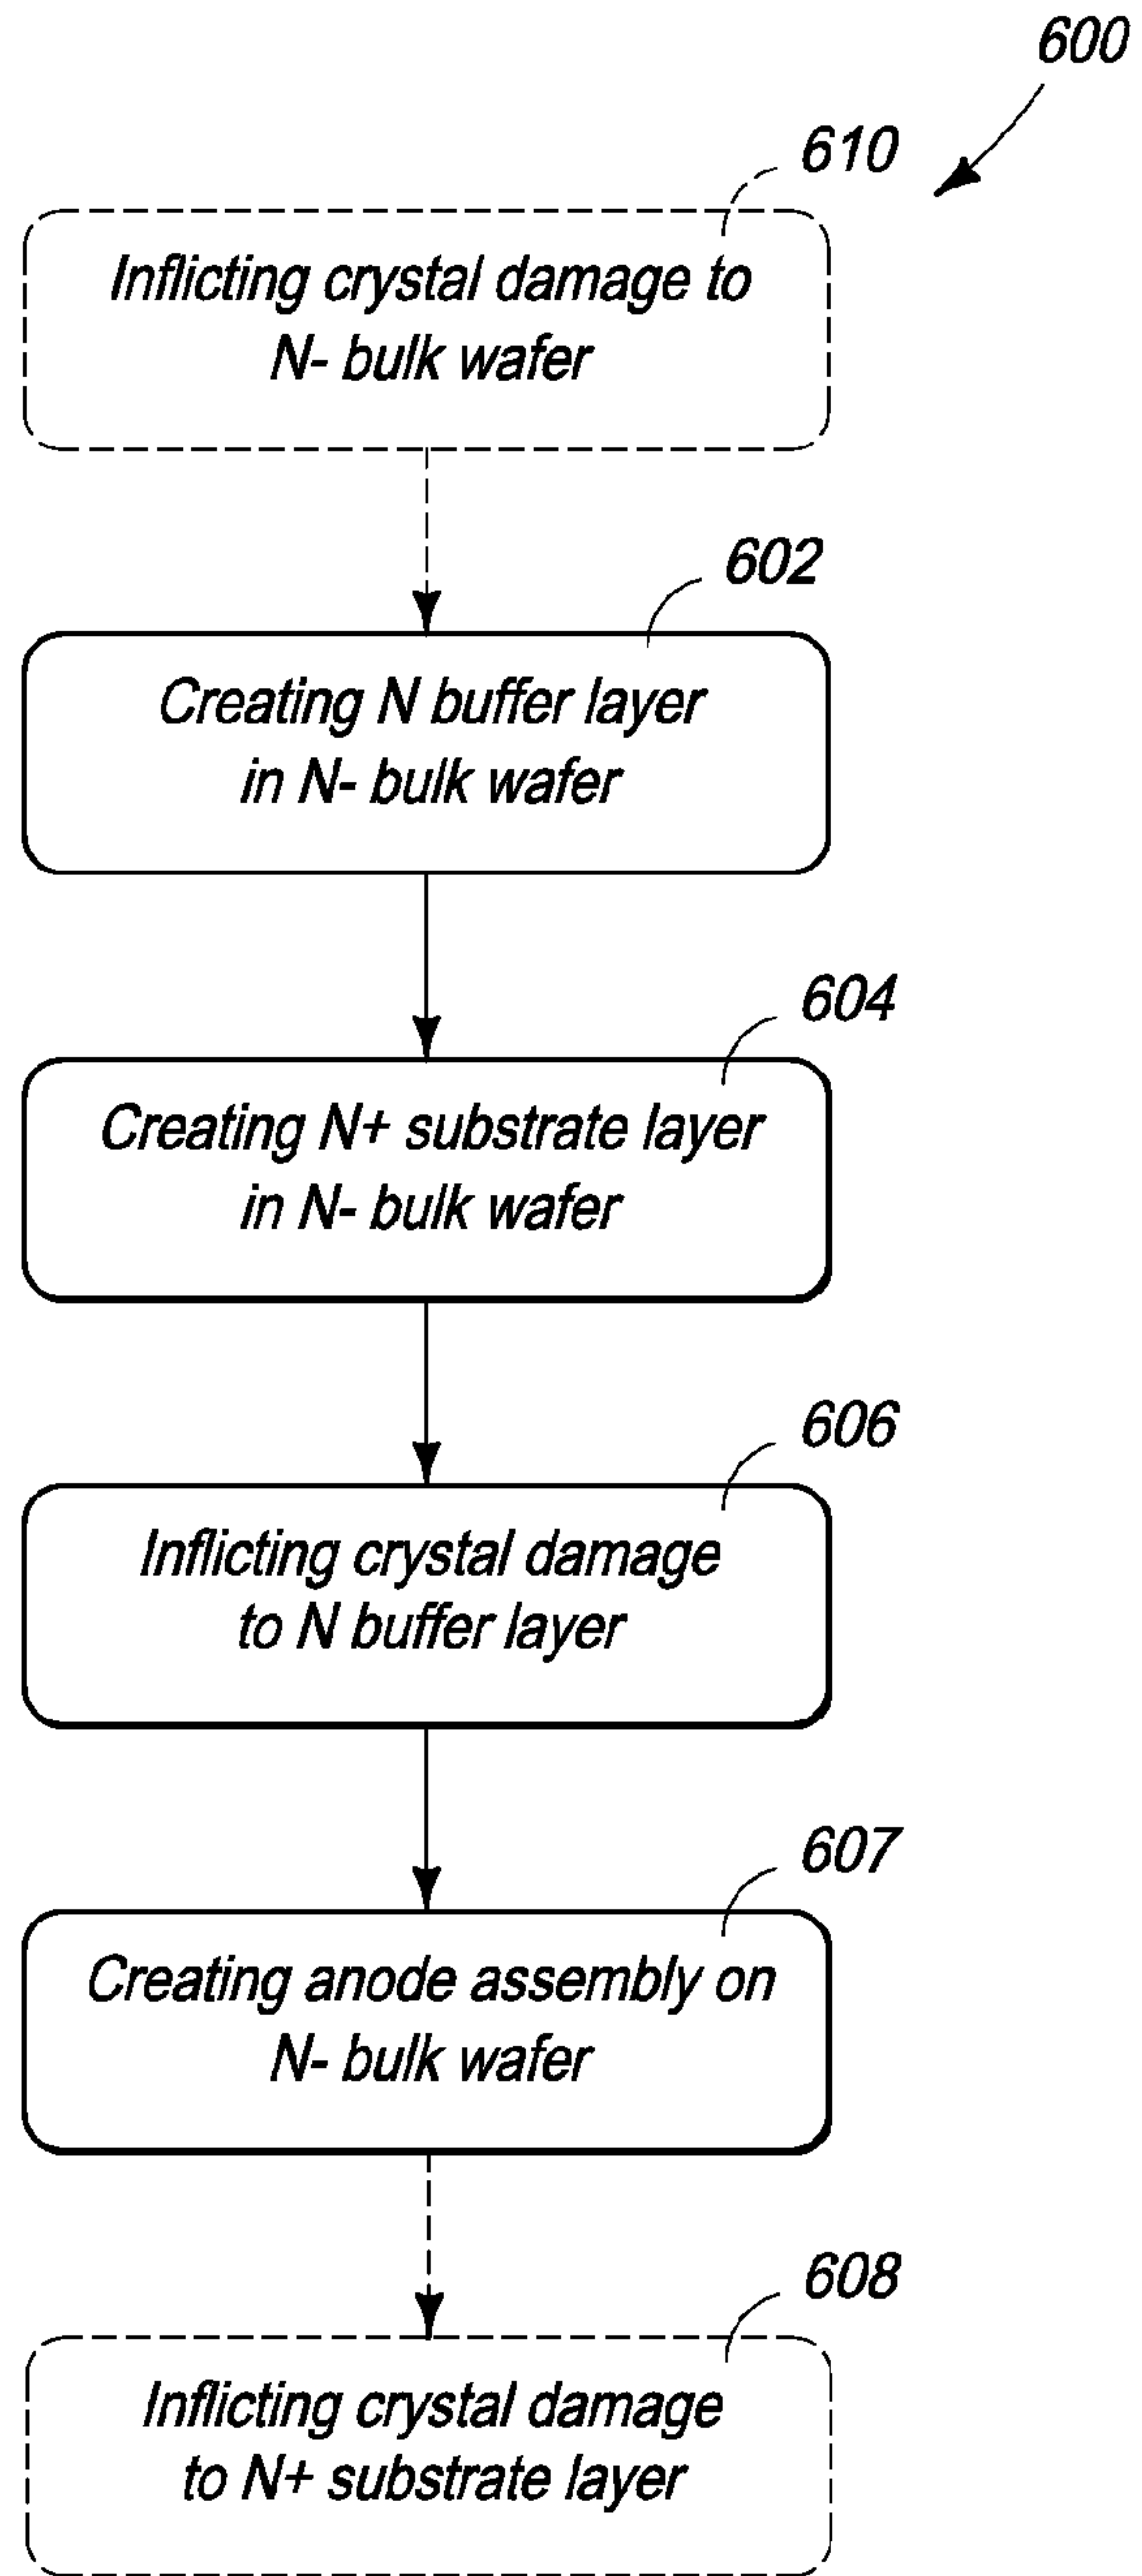 600
610
Inflicting crystal damage to
N- bulk wafer
602
Creating N buffer layer
in N- bulk wafer
604
Creating N+ substrate layer
in N- bulk wafer
606
Inflicting crystal damage
to N buffer layer
607
Creating anode assembly on
N- bulk wafer
608
Inflicting crystal damage
to N+ substrate layer